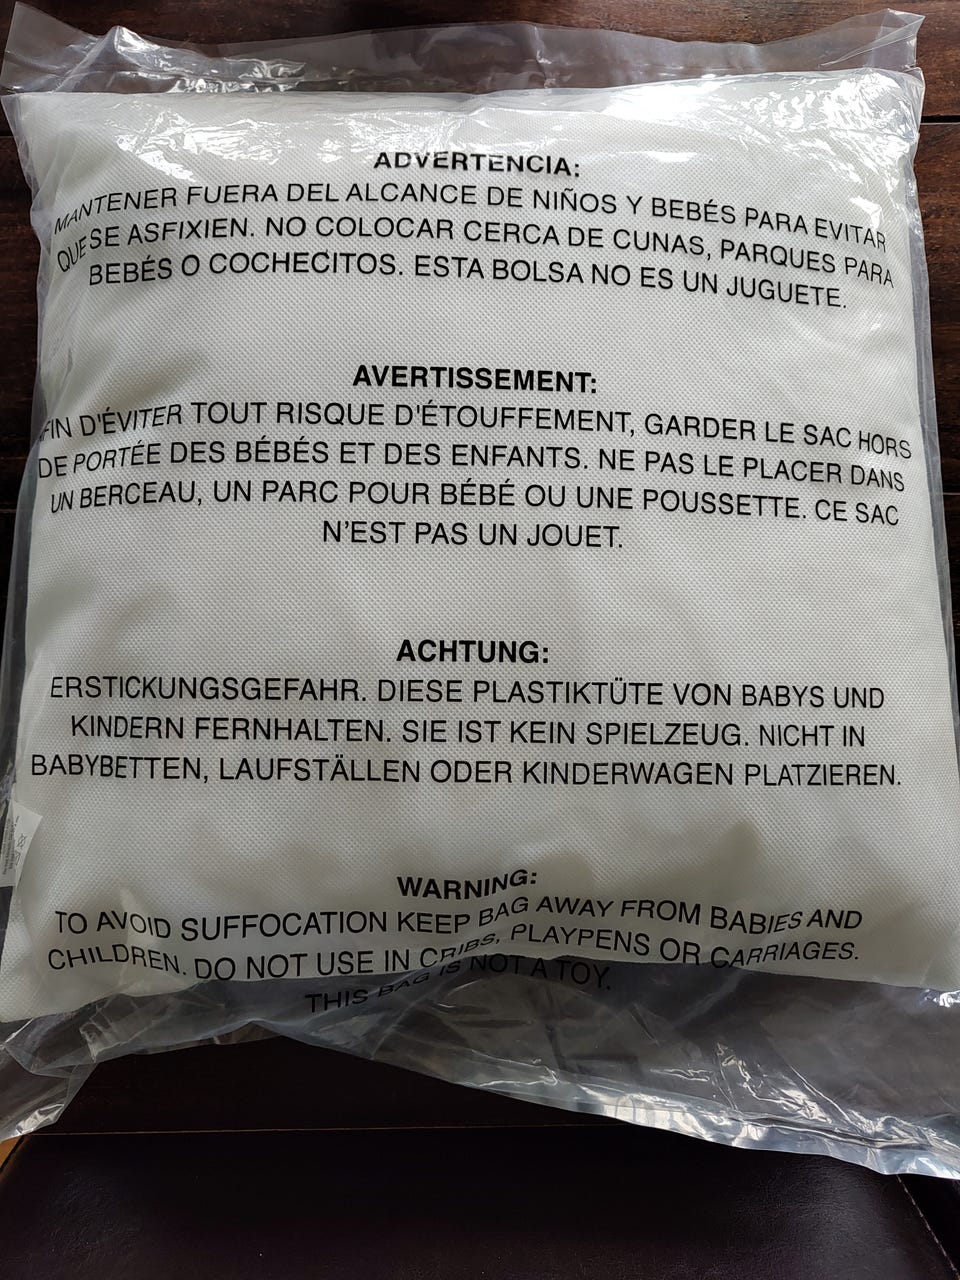 ADVERTENCIA:
MANTENER FUERA DEL ALCANCE DE NIÑOS Y BEBÉS PARA EVITAR
QUE SE ASFIXIEN. NO COLOCAR CERCA DE CUNAS, PARQUES PARA
BEBÉS O COCHECITOS. ESTA BOLSA NO ES UN JUGUETE.
AVERTISSEMENT:
FIN D'ÉVITER TOUT RISQUE D'ÉTOUFFEMENT, GARDER LE SAC HORS
DE PORTÉE DES BÉBÉS ET DES ENFANTS. NE PAS LE PLACER DANS
UN BERCEAU, UN PARC POUR BÉBÉ OU UNE POUSSETTE. CE SAC
N'EST PAS UN JOUET.
ACHTUNG:
ERSTICKUNGSGEFAHR. DIESE PLASTIKTÜTE VON BABYS UND
KINDERN FERNHALTEN. SIE IST KEIN SPIELZEUG. NICHT IN
BABYBETTEN, LAUFSTÄLLEN ODER KINDERWAGEN PLATZIEREN.
WARNING:
TO AVOID SUFFOCATION KEEP BAG AWAY FROM BABIES AND
CHILDREN. DO NOT USE IN CRIBS, PLAYPENS OR CARRIAGES.
THIS BAG IS NOT A TOY.